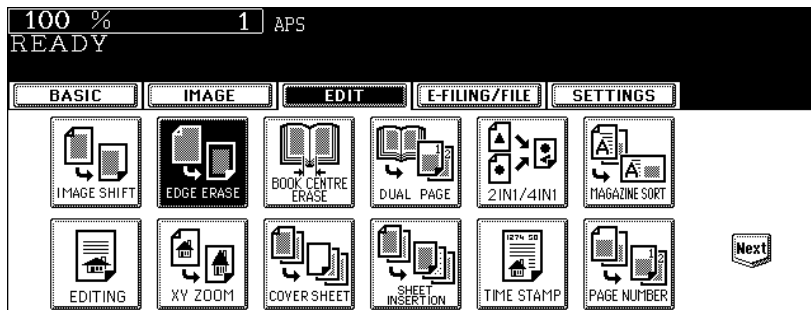 100 % 1 APS
READY
BASIC IMAGE EDIT E-FILING/FILE SETTINGS
IMAGE SHIFT EDGE ERASE BOOK CENTRE ERASE DUAL PAGE 2IN1/4IN1 MAGAZINE SORT
Next
EDITING XY ZOOM COVER SHEET SHEET INSERTION TIME STAMP PAGE NUMBER